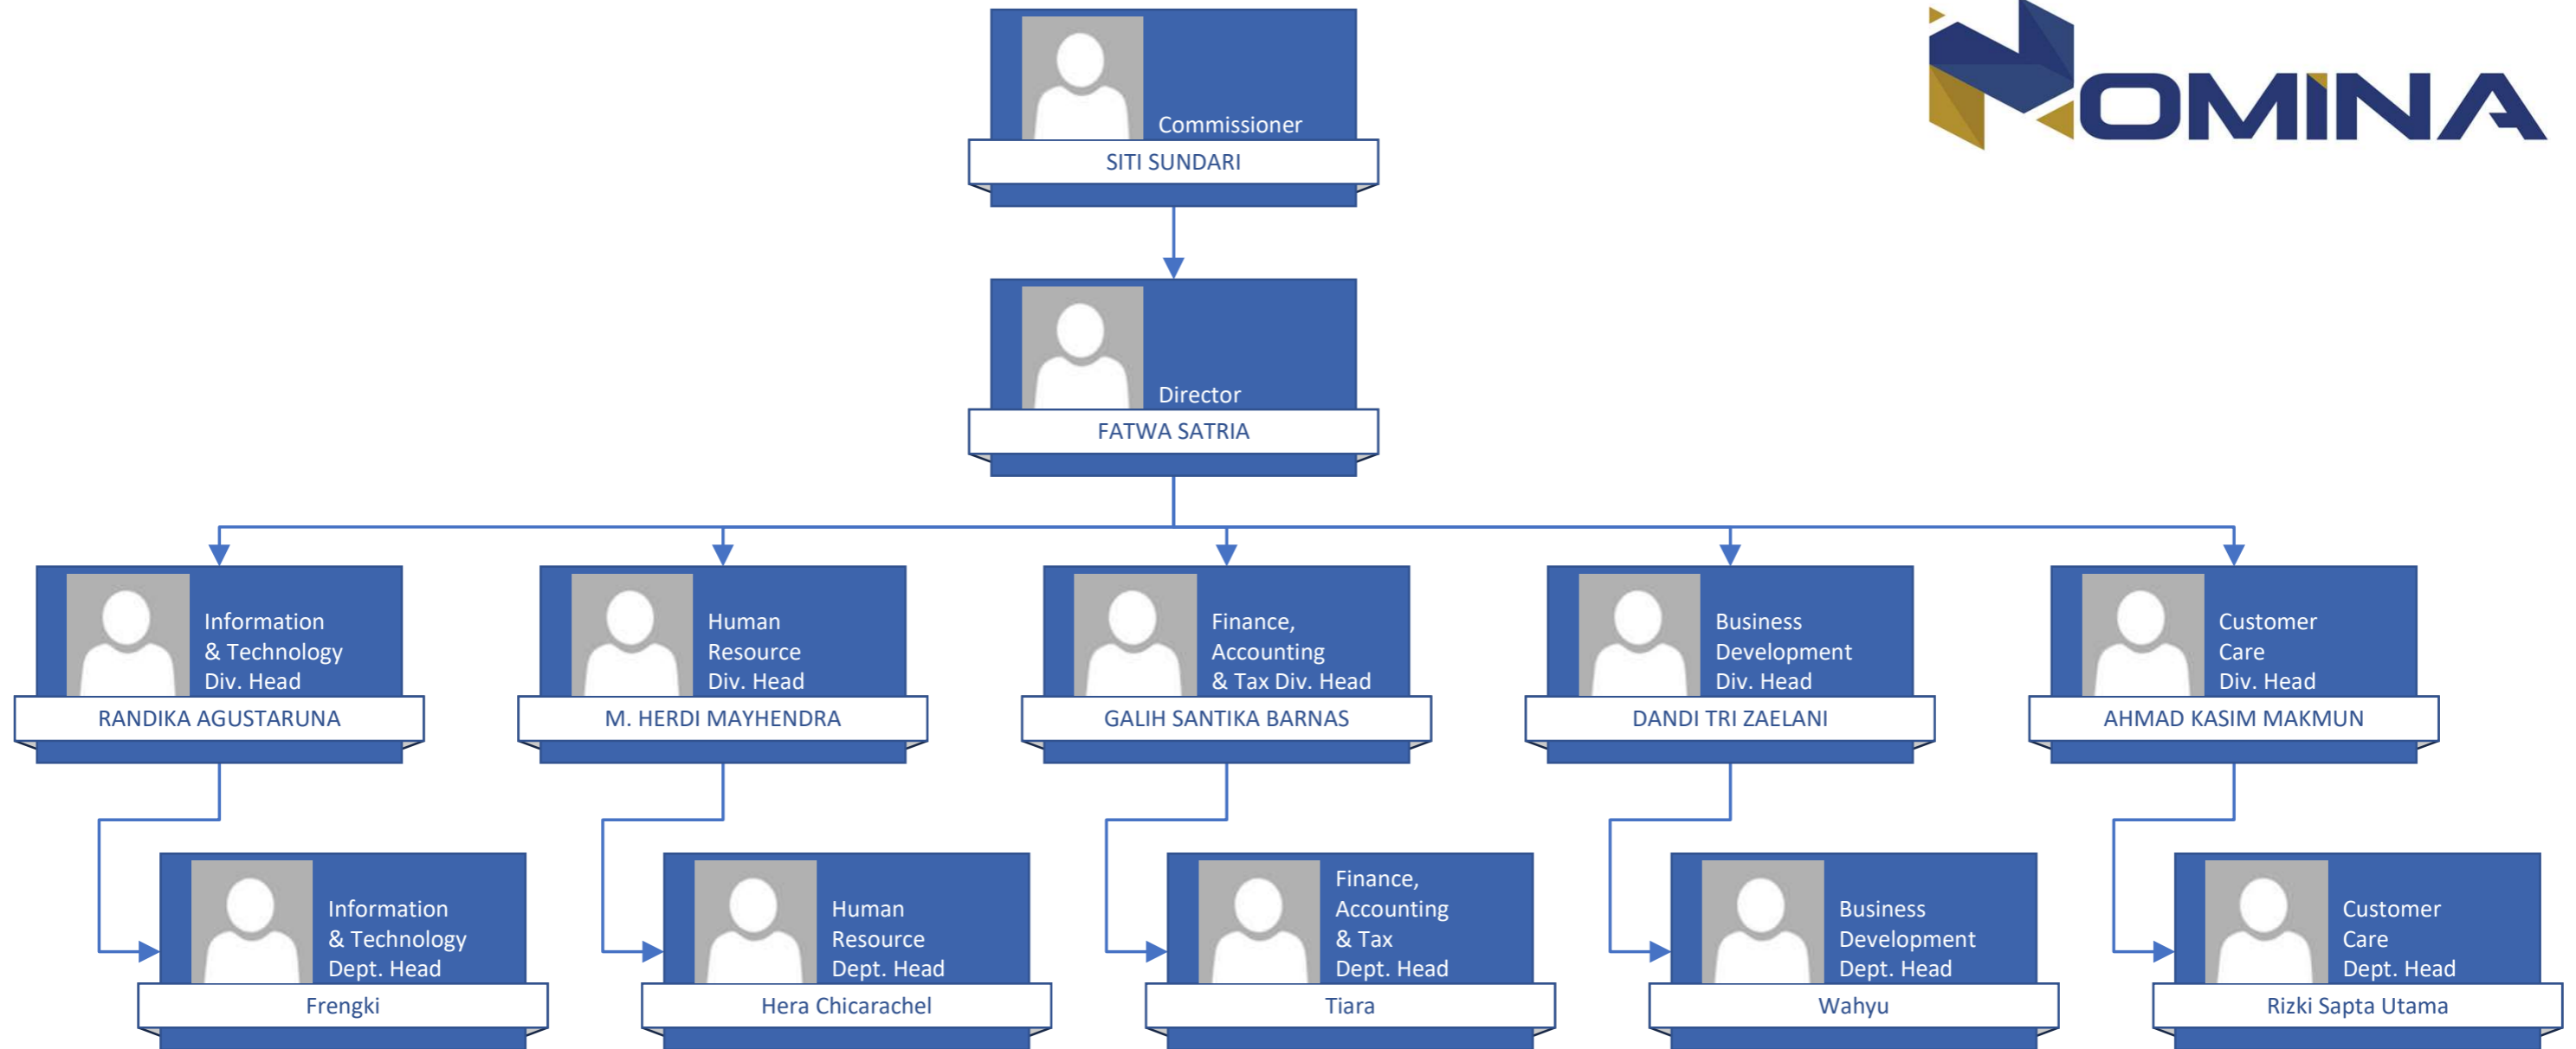 NOMINA
Commissioner
SITI SUNDARI
Director
FATWA SATRIA
Information
& Technology
Div. Head
RANDIKA AGUSTARUNA
Human
Resource
Div. Head
M. HERDI MAYHENDRA
Finance,
Accounting
& Tax Div. Head
GALIH SANTIKA BARNAS
Business
Development
Div. Head
DANDI TRI ZAELANI
Customer
Care
Div. Head
AHMAD KASIM MAKMUN
Information
& Technology
Dept. Head
Frengki
Human
Resource
Dept. Head
Hera Chicarachel
Finance,
Accounting
& Tax
Dept. Head
Tiara
Business
Development
Dept. Head
Wahyu
Customer
Care
Dept. Head
Rizki Sapta Utama